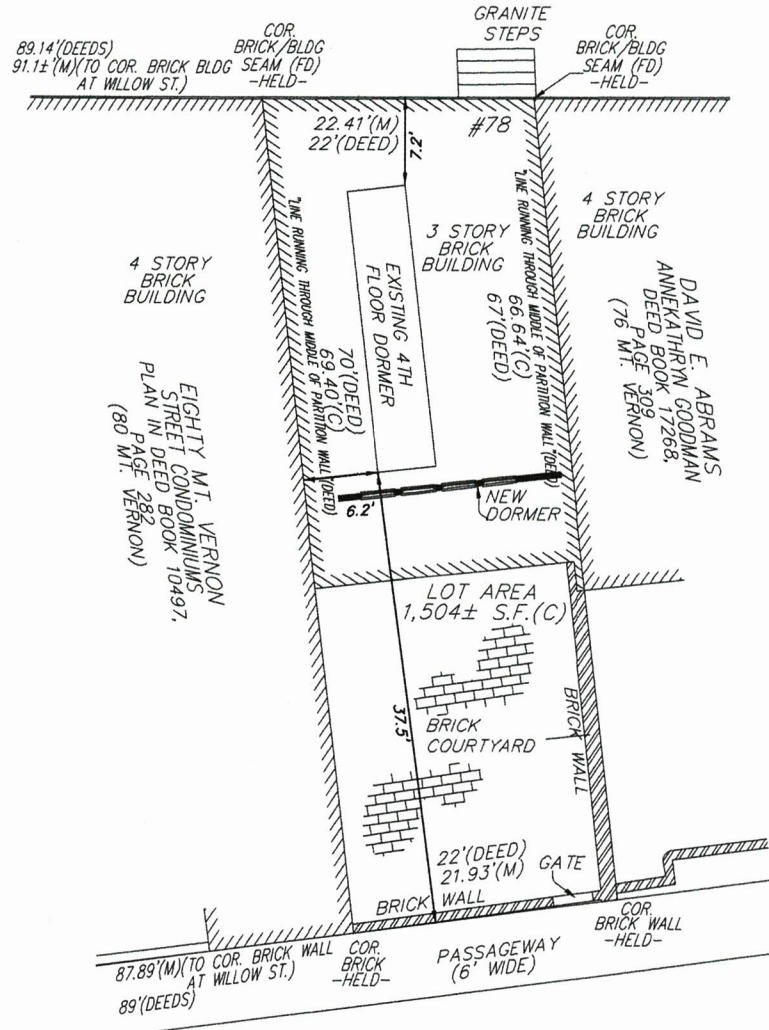 89.14'(DEEDS)
91.1±'(M)(TO COR. BRICK BLDG
AT WILLOW ST.)
COR.
BRICK/BLDG
SEAM (FD)
-HELD-
GRANITE
STEPS
COR.
BRICK/BLDG
SEAM (FD)
-HELD-
22.41'(M)
22'(DEED)
7.2'
#78
4 STORY
BRICK
BUILDING
"LINE RUNNING THROUGH MIDDLE OF PARTITION WALL"(DEED)
70'(DEED)
69.40'(C)
EXISTING 4TH
FLOOR DORMER
3 STORY
BRICK
BUILDING
"LINE RUNNING THROUGH MIDDLE OF PARTITION WALL"(DEED)
66.64'(C)
67'(DEED)
4 STORY
BRICK
BUILDING
DAVID E. ABRAMS
ANNEKATHRYN GOODMAN
DEED BOOK 17268,
PAGE 309
(76 MT. VERNON)
EIGHTY MT. VERNON
STREET CONDOMINIUMS
PLAN IN DEED BOOK 10497,
PAGE 282
(80 MT. VERNON)
6.2'
NEW
DORMER
LOT AREA
1,504± S.F.(C)
37.5'
BRICK
COURTYARD
BRICK WALL
22'(DEED)
21.93'(M)
GATE
BRICK WALL
87.89'(M)(TO COR. BRICK WALL
AT WILLOW ST.)
89'(DEEDS)
COR.
BRICK
-HELD-
PASSAGEWAY
(6' WIDE)
COR.
BRICK WALL
-HELD-